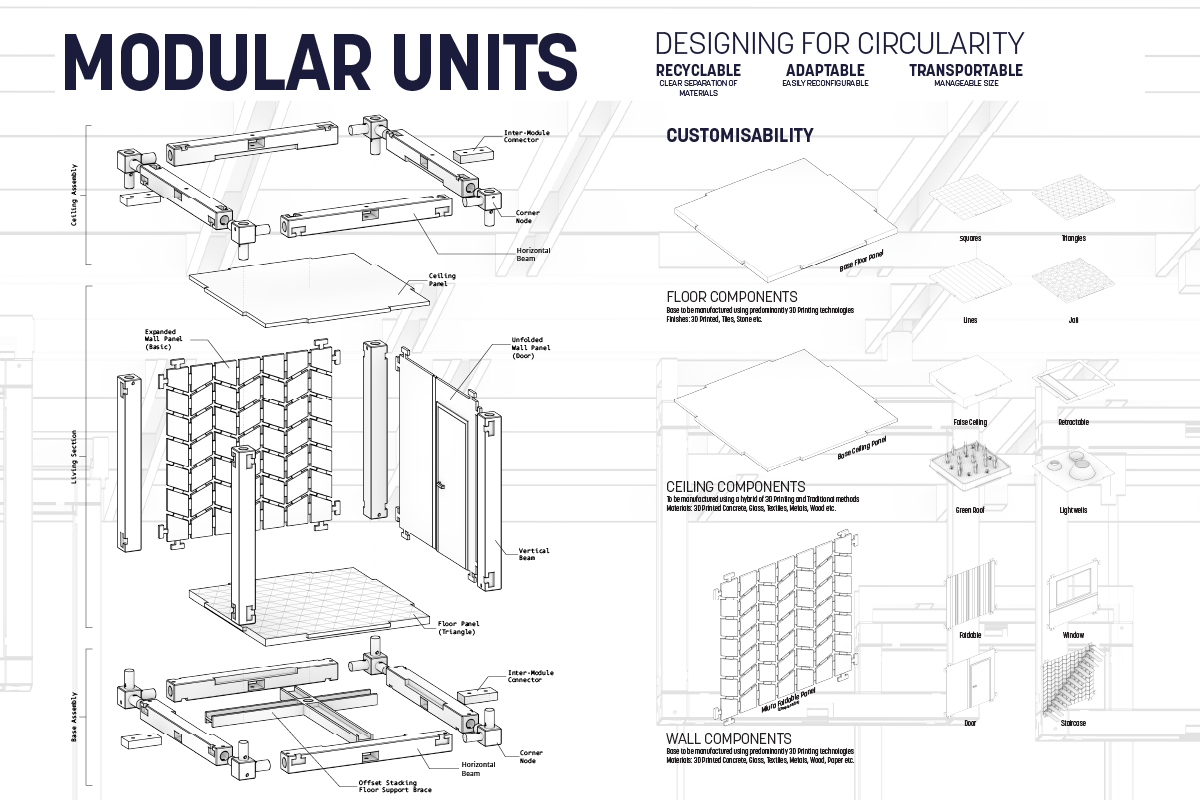 MODULAR UNITS
DESIGNING FOR CIRCULARITY
RECYCLABLE
CLEAR SEPARATION OF
MATERIALS
ADAPTABLE
EASILY RECONFIGURABLE
TRANSPORTABLE
MANAGEABLE SIZE
Ceiling Assembly
Inter-Module
Connector
Corner
Node
Horizontal
Beam
Ceiling
Panel
Living Section
Expanded
Wall Panel
(Basic)
Unfolded
Wall Panel
(Door)
Vertical
Beam
Floor Panel
(Triangle)
Base Assembly
Inter-Module
Connector
Corner
Node
Horizontal
Beam
Offset Stacking
Floor Support Brace
CUSTOMISABILITY
Base Floor Panel
Squares
Triangles
Lines
Jali
FLOOR COMPONENTS
Base to be manufactured using predominantly 3D Printing technologies
Finishes: 3D Printed, Tiles, Stone etc.
Base Ceiling Panel
False Ceiling
Retractable
Green Roof
Lightwells
CEILING COMPONENTS
To be manufactured using a hybrid of 3D Printing and Traditional methods
Materials: 3D Printed Concrete, Glass, Textiles, Metals, Wood etc.
Miura Foldable Panel
Foldable
Window
Door
Staircase
WALL COMPONENTS
Base to be manufactured using predominantly 3D Printing technologies
Materials: 3D Printed Concrete, Glass, Textiles, Metals, Wood, Paper etc.